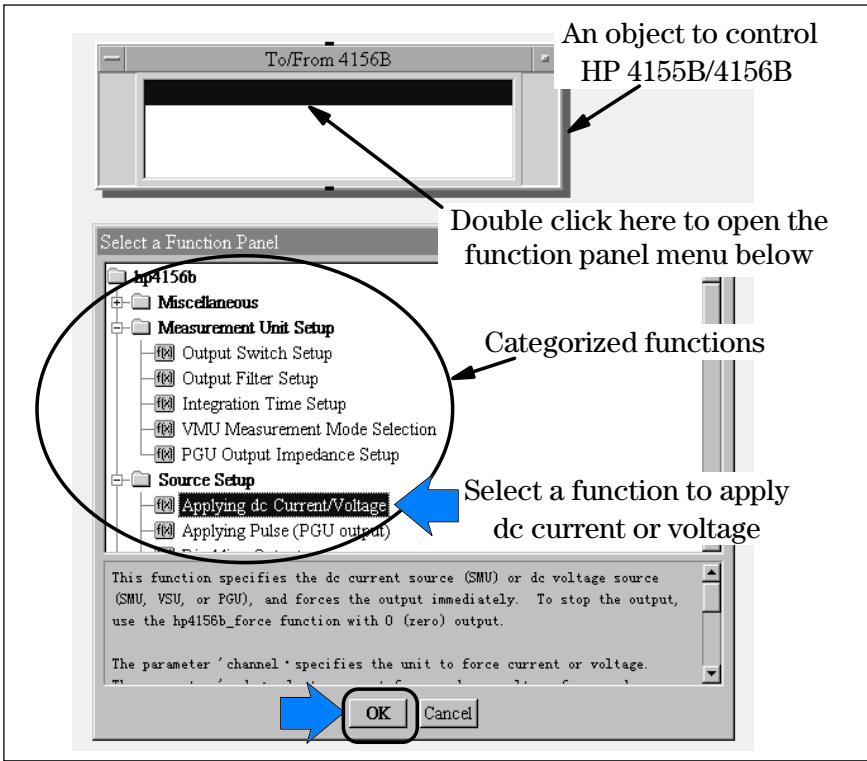 An object to control
HP 4155B/4156B
To/From 4156B
Double click here to open the
function panel menu below
Select a Function Panel
hp4156b
Miscellaneous
Measurement Unit Setup
Output Switch Setup
Output Filter Setup
Integration Time Setup
VMU Measurement Mode Selection
PGU Output Impedance Setup
Source Setup
Applying dc Current/Voltage
Applying Pulse (PGU output)
Categorized functions
Select a function to apply
dc current or voltage
This function specifies the dc current source (SMU) or dc voltage source
(SMU, VSU, or PGU), and forces the output immediately. To stop the output,
use the hp4156b_force function with 0 (zero) output.
The parameter 'channel' specifies the unit to force current or voltage.
OK
Cancel